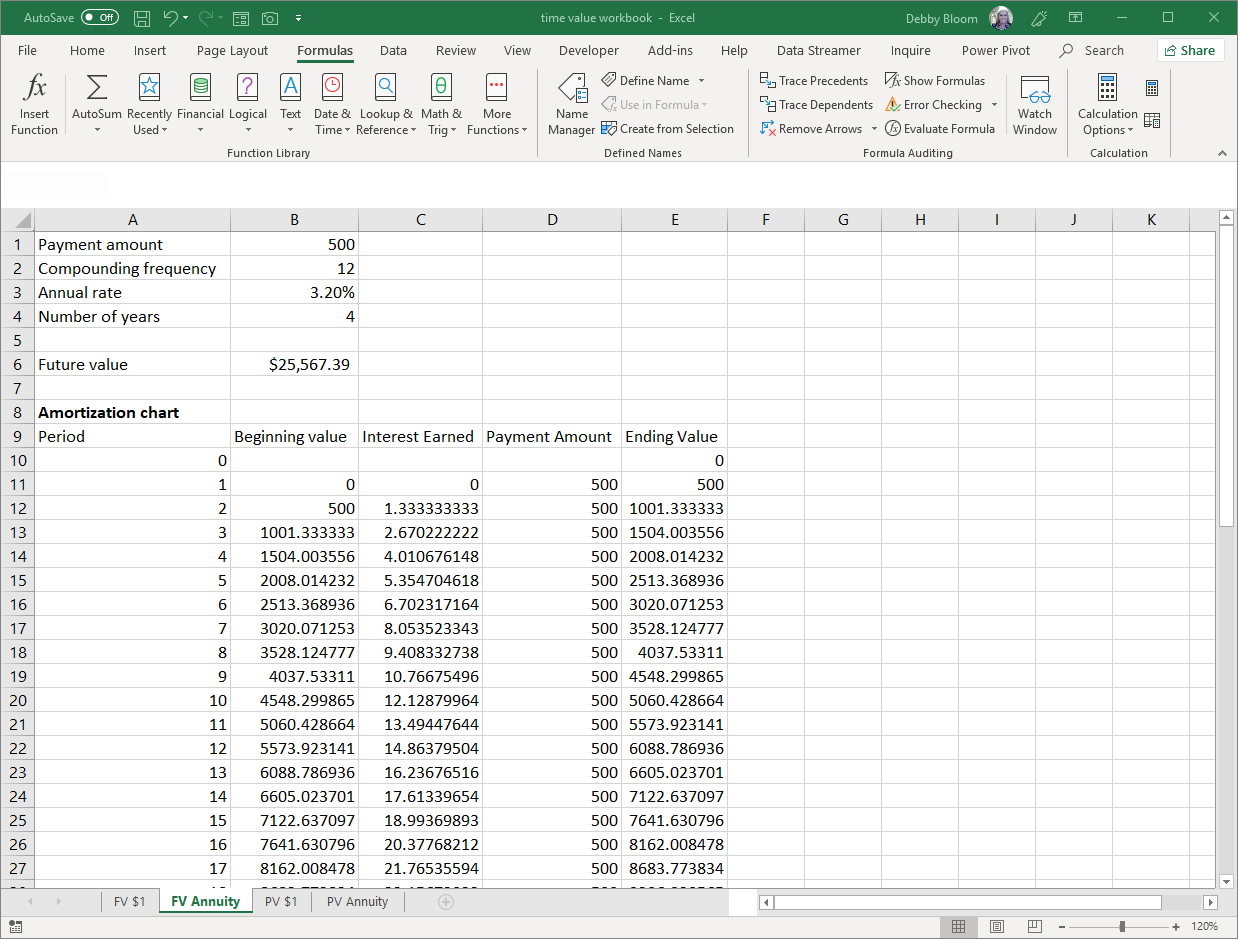 AutoSave Off time value workbook - Excel Debby Bloom
File Home Insert Page Layout Formulas Data Review View Developer Add-ins Help Data Streamer Inquire Power Pivot Search Share
Insert Function AutoSum Recently Used Financial Logical Text Date & Time Lookup & Reference Math & Trig More Functions
Function Library
Name Manager
Define Name
Use in Formula
Create from Selection
Defined Names
Trace Precedents Show Formulas
Trace Dependents Error Checking
Remove Arrows Evaluate Formula
Watch Window
Formula Auditing
Calculation Options
Calculation
A B C D E F G H I J K
1 Payment amount 500
2 Compounding frequency 12
3 Annual rate 3.20%
4 Number of years 4
5
6 Future value $25,567.39
7
8 Amortization chart
9 Period Beginning value Interest Earned Payment Amount Ending Value
10 0 0
11 1 0 0 500 500
12 2 500 1.333333333 500 1001.333333
13 3 1001.333333 2.670222222 500 1504.003556
14 4 1504.003556 4.010676148 500 2008.014232
15 5 2008.014232 5.354704618 500 2513.368936
16 6 2513.368936 6.702317164 500 3020.071253
17 7 3020.071253 8.053523343 500 3528.124777
18 8 3528.124777 9.408332738 500 4037.53311
19 9 4037.53311 10.76675496 500 4548.299865
20 10 4548.299865 12.12879964 500 5060.428664
21 11 5060.428664 13.49447644 500 5573.923141
22 12 5573.923141 14.86379504 500 6088.786936
23 13 6088.786936 16.23676516 500 6605.023701
24 14 6605.023701 17.61339654 500 7122.637097
25 15 7122.637097 18.99369893 500 7641.630796
26 16 7641.630796 20.37768212 500 8162.008478
27 17 8162.008478 21.76535594 500 8683.773834
FV $1 FV Annuity PV $1 PV Annuity
120%